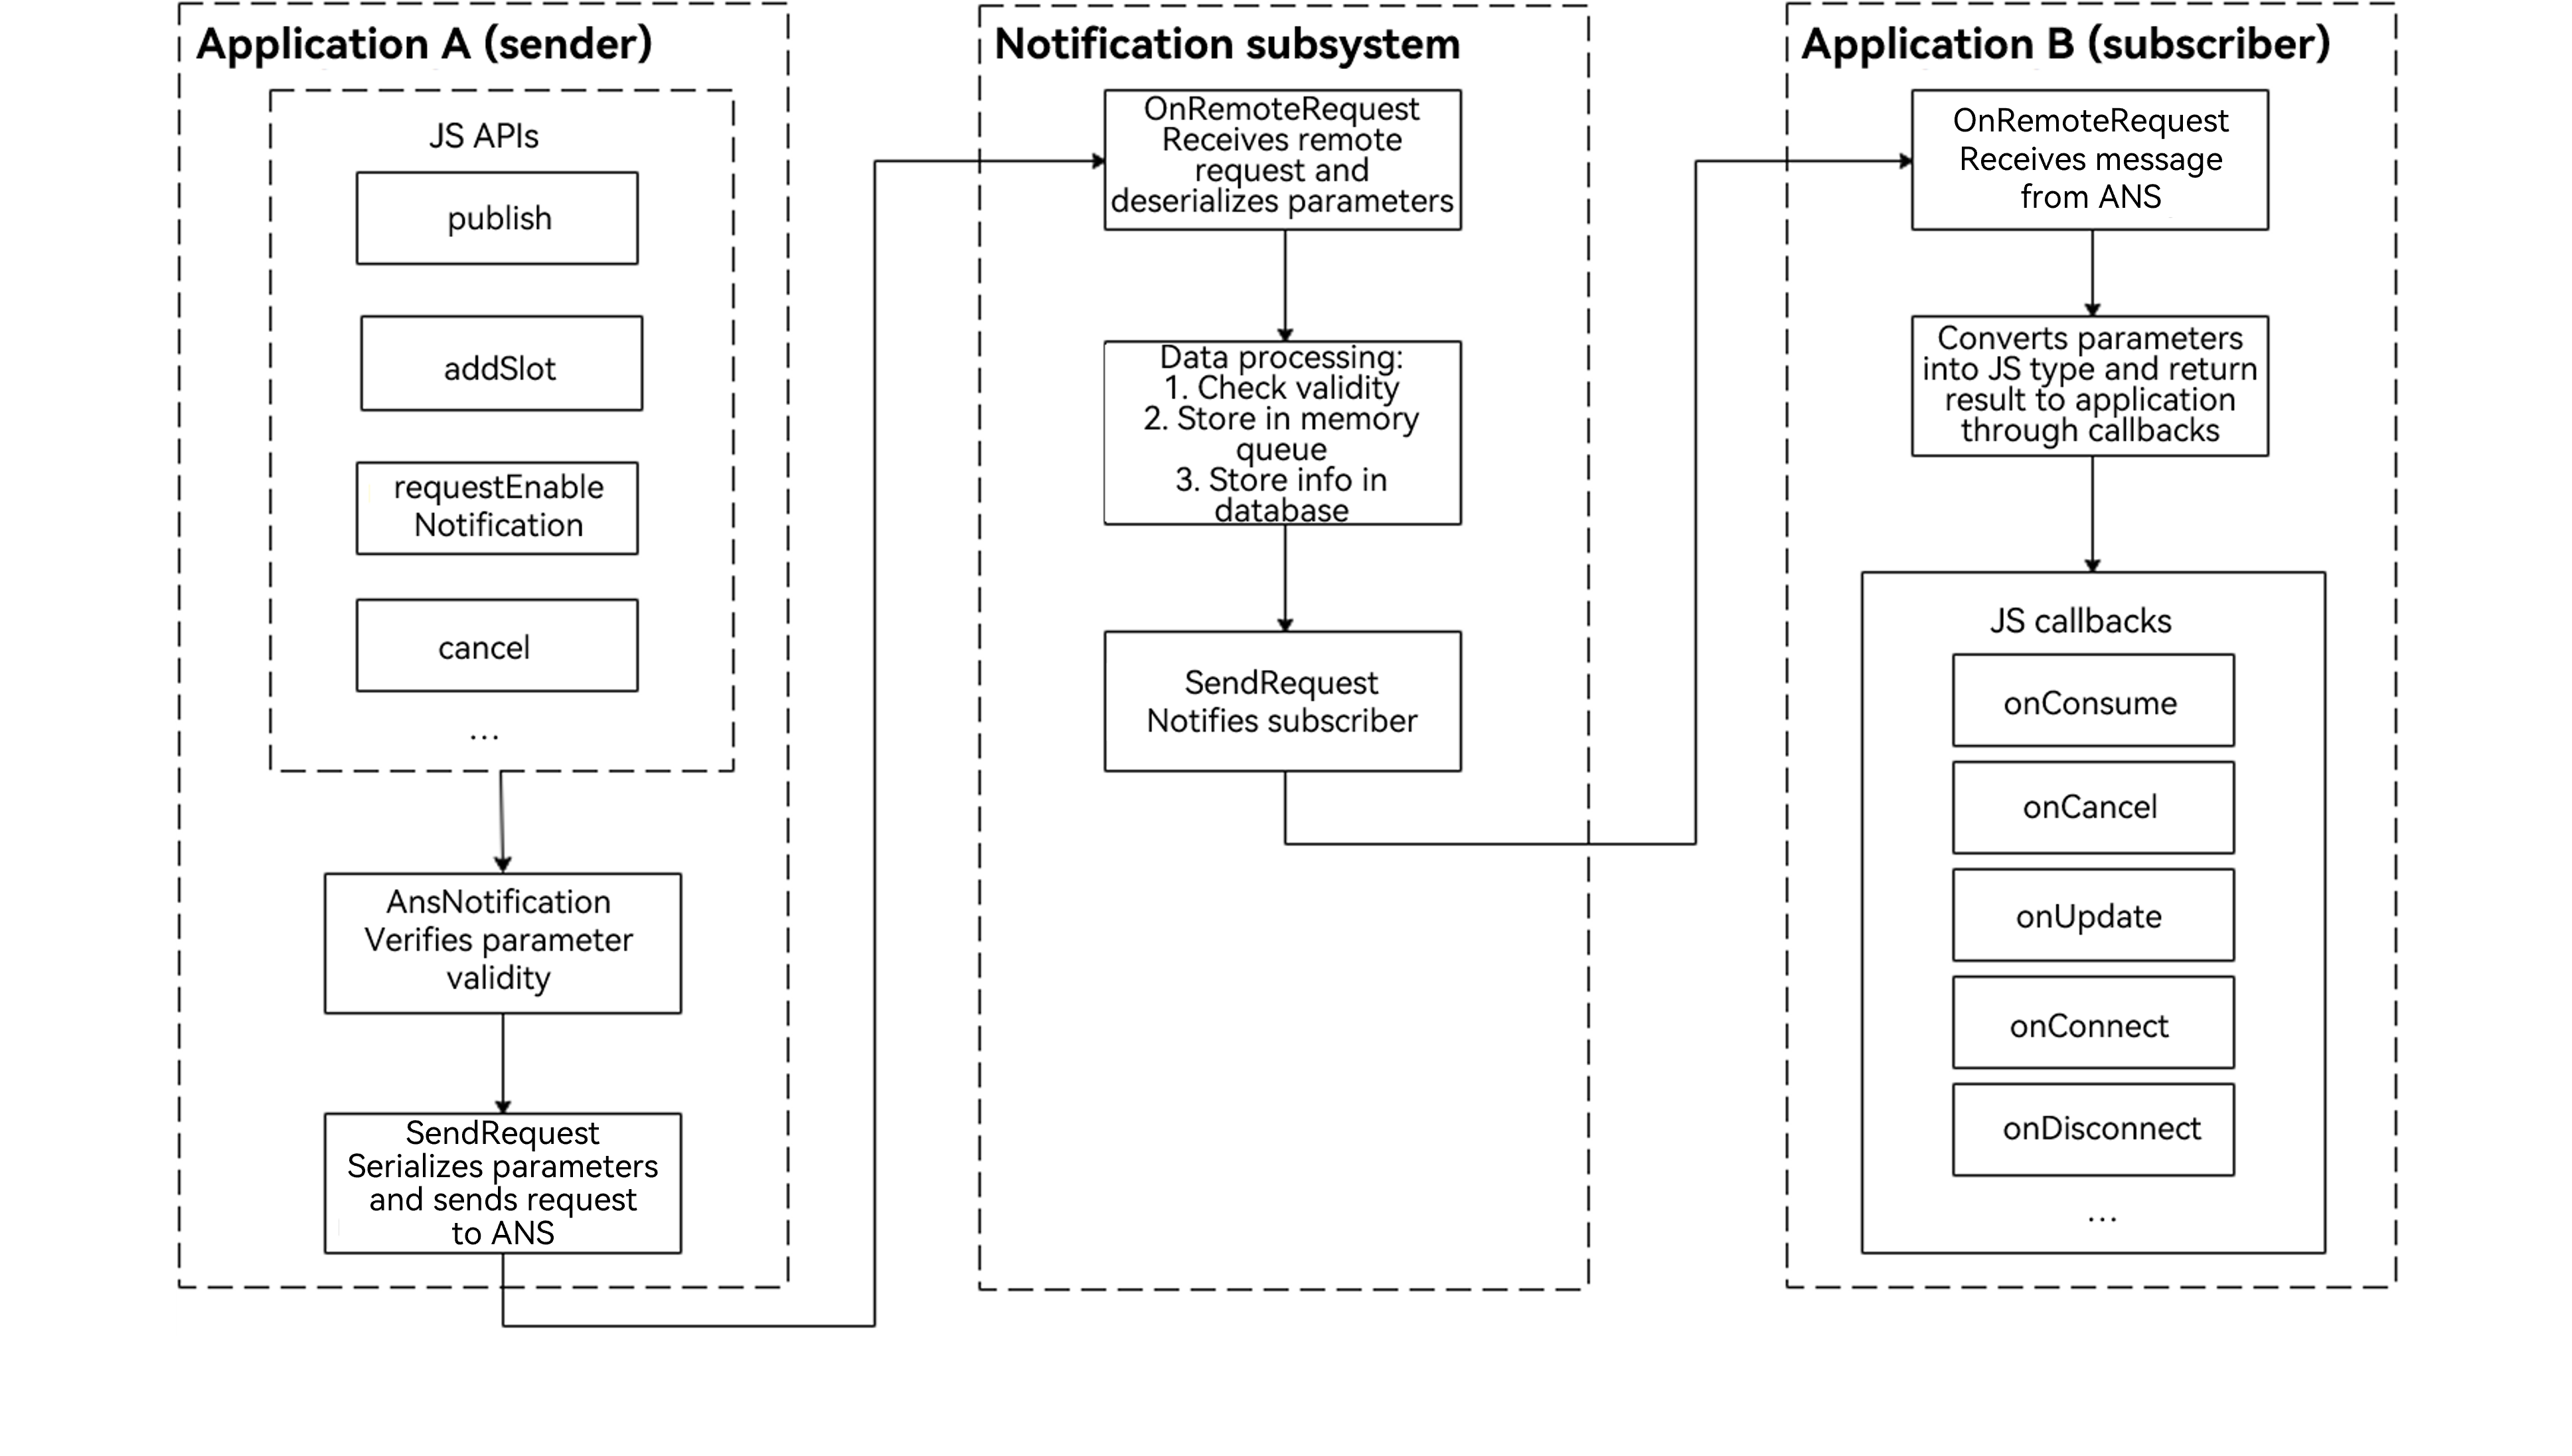 Application A (sender)
JS APIs
publish
addSlot
requestEnable
Notification
cancel
...
AnsNotification
Verifies parameter
validity
SendRequest
Serializes parameters
and sends request
to ANS
Notification subsystem
OnRemoteRequest
Receives remote
request and
deserializes parameters
Data processing:
1. Check validity
2. Store in memory
queue
3. Store info in
database
SendRequest
Notifies subscriber
Application B (subscriber)
OnRemoteRequest
Receives message
from ANS
Converts parameters
into JS type and return
result to application
through callbacks
JS callbacks
onConsume
onCancel
onUpdate
onConnect
onDisconnect
...